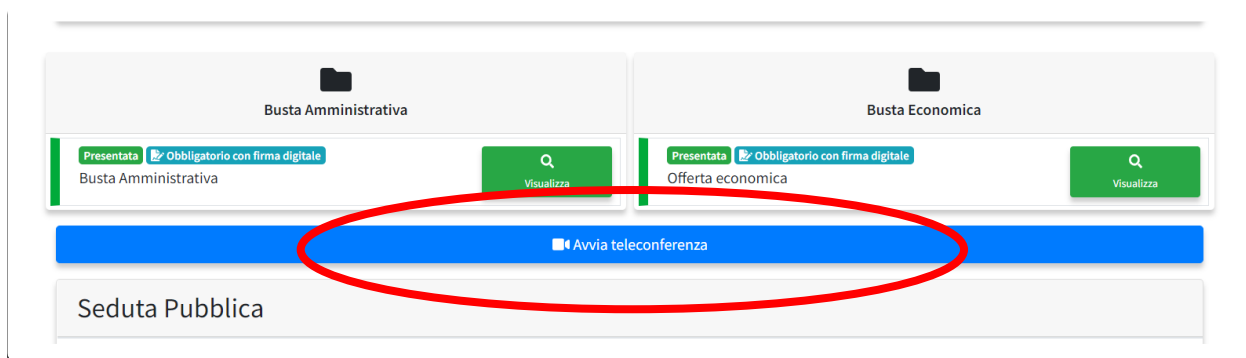 Busta Amministrativa
Presentata Obbligatorio con firma digitale
Busta Amministrativa
Visualizza
Busta Economica
Presentata Obbligatorio con firma digitale
Offerta economica
Visualizza
Avvia teleconferenza
Seduta Pubblica